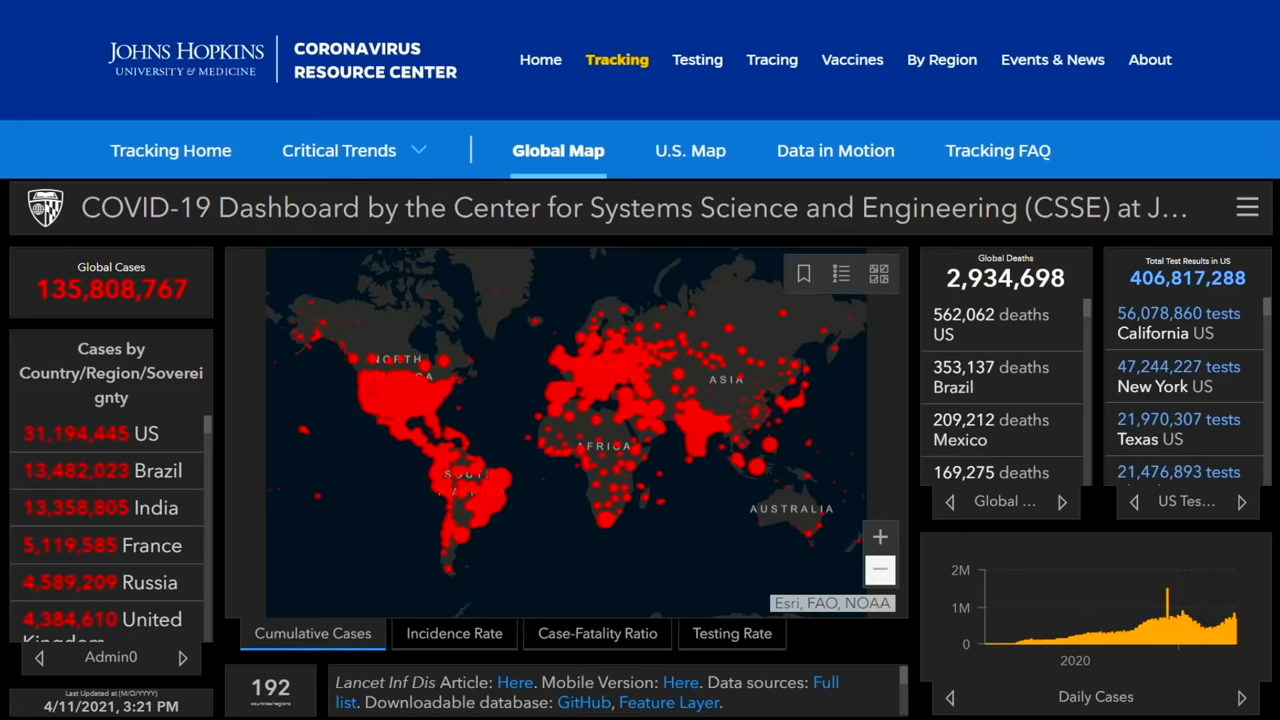 JOHNS HOPKINS
UNIVERSITY & MEDICINE
CORONAVIRUS
RESOURCE CENTER
Home
Tracking
Testing
Tracing
Vaccines
By Region
Events & News
About
Tracking Home
Critical Trends
Global Map
U.S. Map
Data in Motion
Tracking FAQ
COVID-19 Dashboard by the Center for Systems Science and Engineering (CSSE) at J...
Global Cases
135,808,767
Cases by
Country/Region/Soverei
gnty
31,194,445 US
13,482,023 Brazil
13,358,805 India
5,119,585 France
4,589,209 Russia
4,384,610 United
Kingdom
Admin0
Last Updated at (M/D/YYYY)
4/11/2021, 3:21 PM
NORTH
ASIA
AFRICA
SOUTH
AUSTRALIA
+
−
Esri, FAO, NOAA
Cumulative Cases
Incidence Rate
Case-Fatality Ratio
Testing Rate
192
countries/regions
Lancet Inf Dis Article: Here. Mobile Version: Here. Data sources: Full
list. Downloadable database: GitHub, Feature Layer.
Global Deaths
2,934,698
562,062 deaths
US
353,137 deaths
Brazil
209,212 deaths
Mexico
169,275 deaths
Global ...
Total Test Results in US
406,817,288
56,078,860 tests
California US
47,244,227 tests
New York US
21,970,307 tests
Texas US
21,476,893 tests
US Tes...
2M
1M
0
2020
Daily Cases